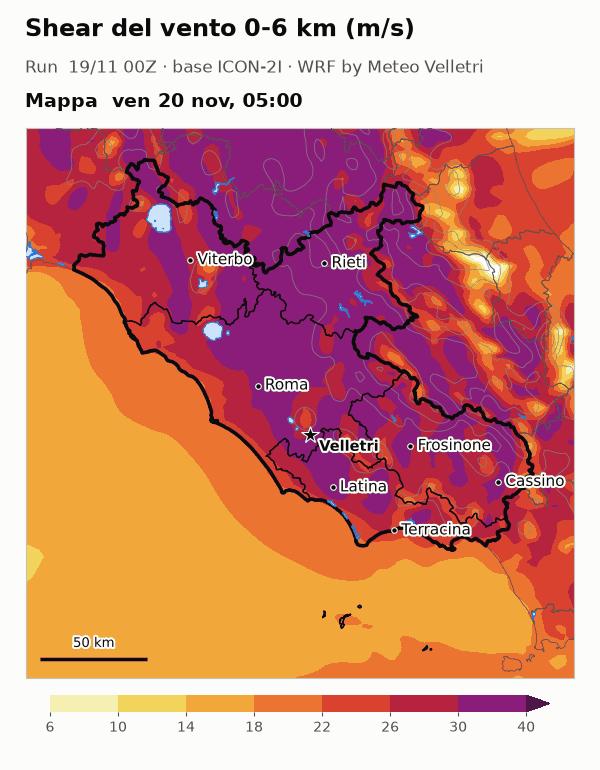 Shear del vento 0-6 km (m/s)
Run  19/11 00Z · base ICON-2I · WRF by Meteo Velletri
Mappa  ven 20 nov, 05:00
Viterbo
Rieti
Roma
Velletri
Frosinone
Latina
Cassino
Terracina
50 km
6 10 14 18 22 26 30 40